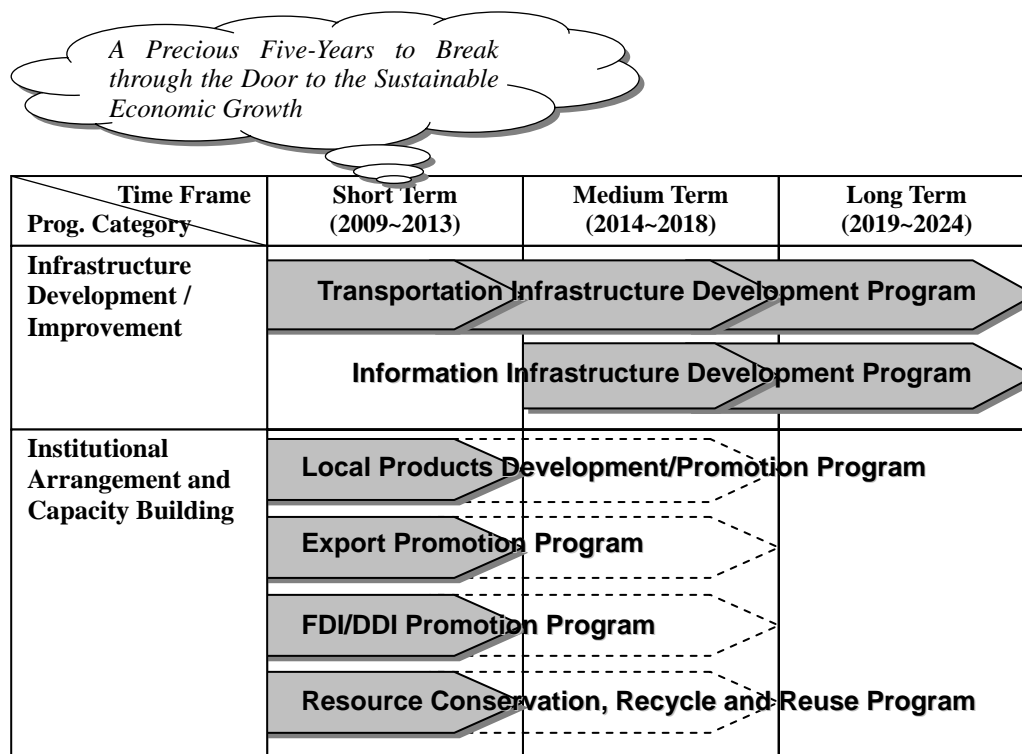 A Precious Five-Years to Break
through the Door to the Sustainable
Economic Growth
Time Frame
Prog. Category
Short Term
(2009~2013)
Medium Term
(2014~2018)
Long Term
(2019~2024)
Infrastructure
Development /
Improvement
Transportation Infrastructure Development Program
Information Infrastructure Development Program
Institutional
Arrangement and
Capacity Building
Local Products Development/Promotion Program
Export Promotion Program
FDI/DDI Promotion Program
Resource Conservation, Recycle and Reuse Program